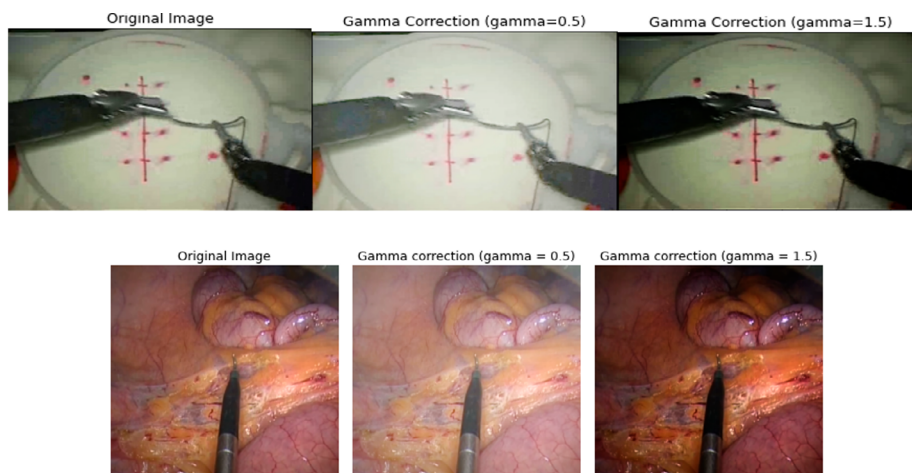 Original Image
Gamma Correction (gamma=0.5)
Gamma Correction (gamma=1.5)
Original Image
Gamma correction (gamma = 0.5)
Gamma correction (gamma = 1.5)